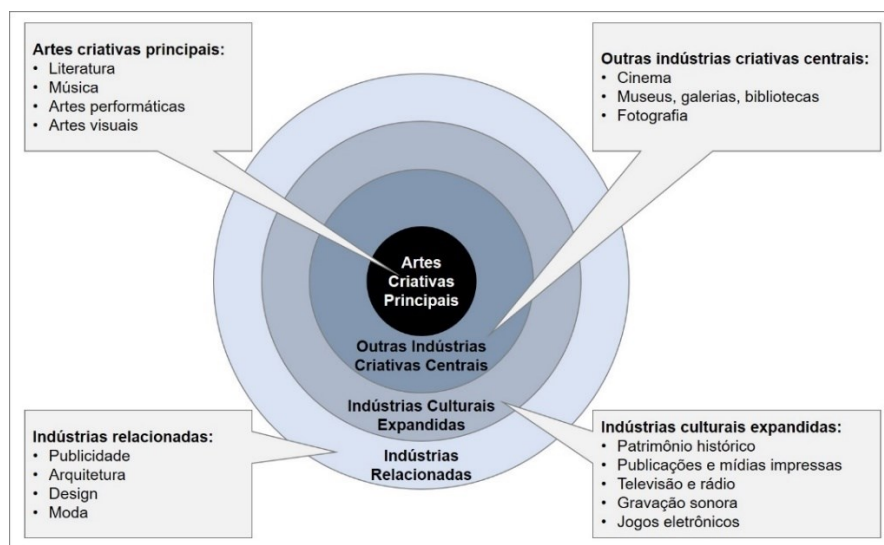 Artes criativas principais:
• Literatura
• Música
• Artes performáticas
• Artes visuais
Outras indústrias criativas centrais:
• Cinema
• Museus, galerias, bibliotecas
• Fotografia
Artes
Criativas
Principais
Outras Indústrias
Criativas Centrais
Indústrias Culturais
Expandidas
Indústrias
Relacionadas
Indústrias relacionadas:
• Publicidade
• Arquitetura
• Design
• Moda
Indústrias culturais expandidas:
• Patrimônio histórico
• Publicações e mídias impressas
• Televisão e rádio
• Gravação sonora
• Jogos eletrônicos